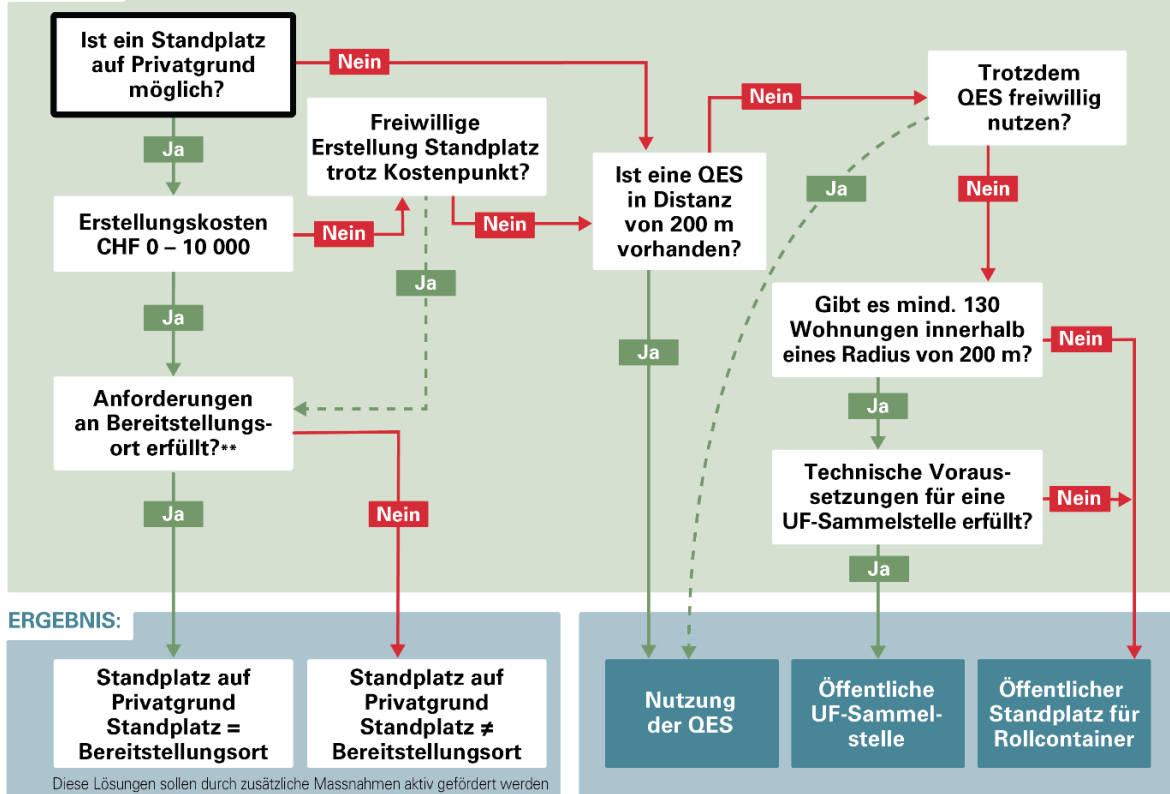 Ist ein Standplatz
auf Privatgrund
möglich?
Nein
Ja
Freiwillige
Erstellung Standplatz
trotz Kostenpunkt?
Nein
Ja
Erstellungskosten
CHF 0 – 10 000
Nein
Ja
Anforderungen
an Bereitstellungs-
ort erfüllt?**
Ja
Nein
Ist eine QES
in Distanz
von 200 m
vorhanden?
Nein
Ja
Trotzdem
QES freiwillig
nutzen?
Ja
Nein
Gibt es mind. 130
Wohnungen innerhalb
eines Radius von 200 m?
Nein
Ja
Technische Voraus-
setzungen für eine
UF-Sammelstelle erfüllt?
Nein
Ja
ERGEBNIS:
Standplatz auf
Privatgrund
Standplatz =
Bereitstellungsort
Standplatz auf
Privatgrund
Standplatz ≠
Bereitstellungsort
Diese Lösungen sollen durch zusätzliche Massnahmen aktiv gefördert werden
Nutzung
der QES
Öffentliche
UF-Sammel-
stelle
Öffentlicher
Standplatz für
Rollcontainer